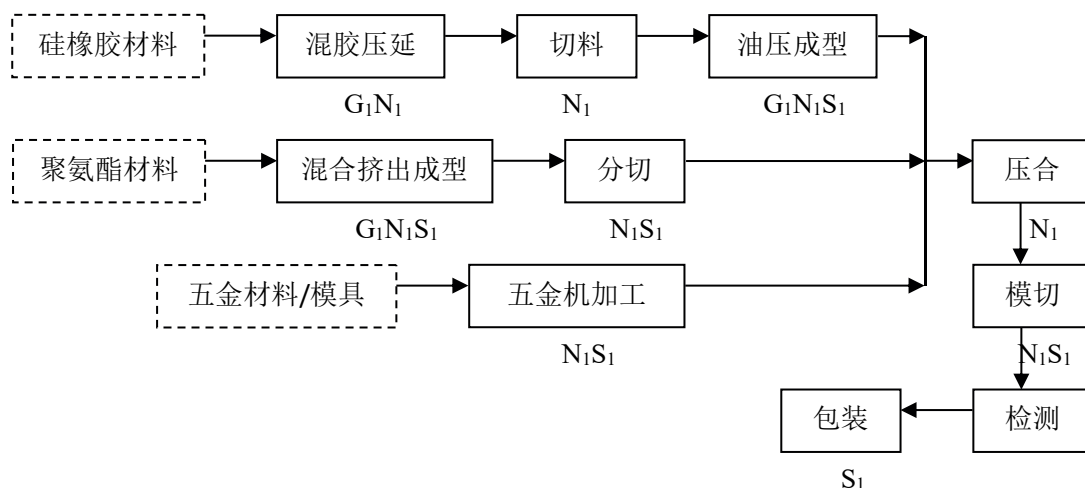 硅橡胶材料
混胶压延
切料
油压成型
G₁N₁
N₁
G₁N₁S₁
聚氨酯材料
混合挤出成型
分切
压合
G₁N₁S₁
N₁S₁
N₁
五金材料/模具
五金机加工
模切
N₁S₁
N₁S₁
包装
检测
S₁